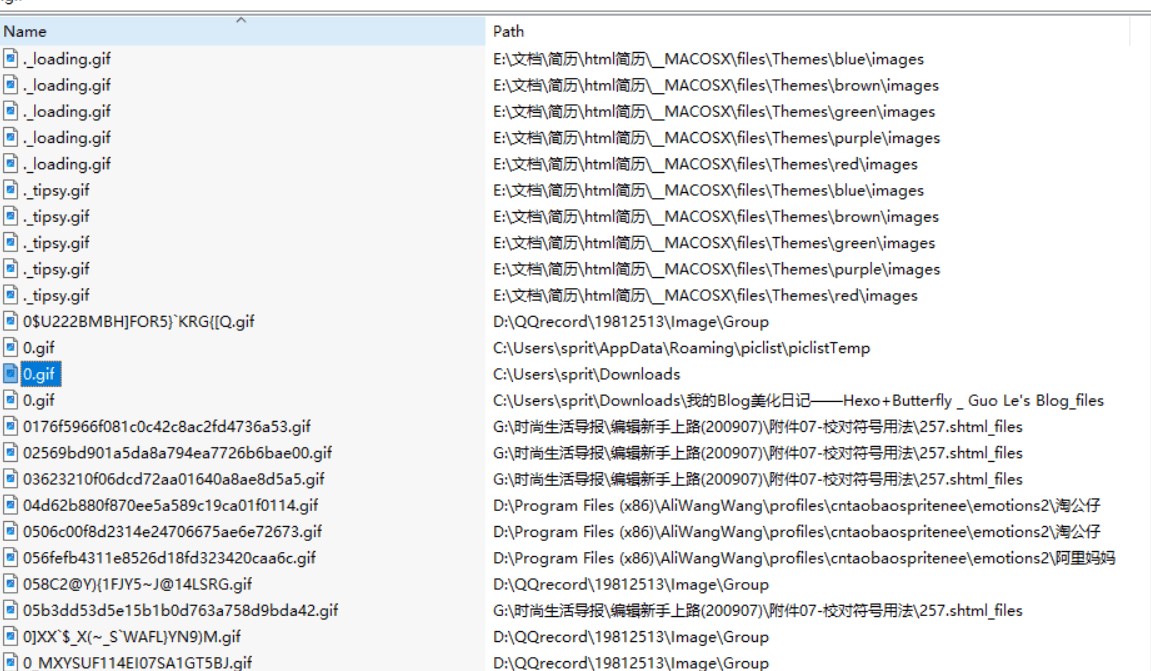 Name Path
._loading.gif E:\文档\简历\html简历\__MACOSX\files\Themes\blue\images
._loading.gif E:\文档\简历\html简历\__MACOSX\files\Themes\brown\images
._loading.gif E:\文档\简历\html简历\__MACOSX\files\Themes\green\images
._loading.gif E:\文档\简历\html简历\__MACOSX\files\Themes\purple\images
._loading.gif E:\文档\简历\html简历\__MACOSX\files\Themes\red\images
._tipsy.gif E:\文档\简历\html简历\__MACOSX\files\Themes\blue\images
._tipsy.gif E:\文档\简历\html简历\__MACOSX\files\Themes\brown\images
._tipsy.gif E:\文档\简历\html简历\__MACOSX\files\Themes\green\images
._tipsy.gif E:\文档\简历\html简历\__MACOSX\files\Themes\purple\images
._tipsy.gif E:\文档\简历\html简历\__MACOSX\files\Themes\red\images
0$U222BMBH]FOR5}`KRG{[Q.gif D:\QQrecord\19812513\Image\Group
0.gif C:\Users\sprit\AppData\Roaming\piclist\piclistTemp
0.gif C:\Users\sprit\Downloads
0.gif C:\Users\sprit\Downloads\我的Blog美化日记——Hexo+Butterfly _ Guo Le's Blog_files
0176f5966f081c0c42c8ac2fd4736a53.gif G:\时尚生活导报\编辑新手上路(200907)\附件07-校对符号用法\257.shtml_files
02569bd901a5da8a794ea7726b6bae00.gif G:\时尚生活导报\编辑新手上路(200907)\附件07-校对符号用法\257.shtml_files
03623210f06dcd72aa01640a8ae8d5a5.gif G:\时尚生活导报\编辑新手上路(200907)\附件07-校对符号用法\257.shtml_files
04d62b880f870ee5a589c19ca01f0114.gif D:\Program Files (x86)\AliWangWang\profiles\cntaobaospritenee\emotions2\淘公仔
0506c00f8d2314e24706675ae6e72673.gif D:\Program Files (x86)\AliWangWang\profiles\cntaobaospritenee\emotions2\淘公仔
056fefb4311e8526d18fd323420caa6c.gif D:\Program Files (x86)\AliWangWang\profiles\cntaobaospritenee\emotions2\阿里妈妈
058C2@Y){1FJY5~J@14LSRG.gif D:\QQrecord\19812513\Image\Group
05b3dd53d5e15b1b0d763a758d9bda42.gif G:\时尚生活导报\编辑新手上路(200907)\附件07-校对符号用法\257.shtml_files
0]XX`$_X(~_S`WAFL}YN9)M.gif D:\QQrecord\19812513\Image\Group
0_MXYSUF114EI07SA1GT5BJ.gif D:\QQrecord\19812513\Image\Group